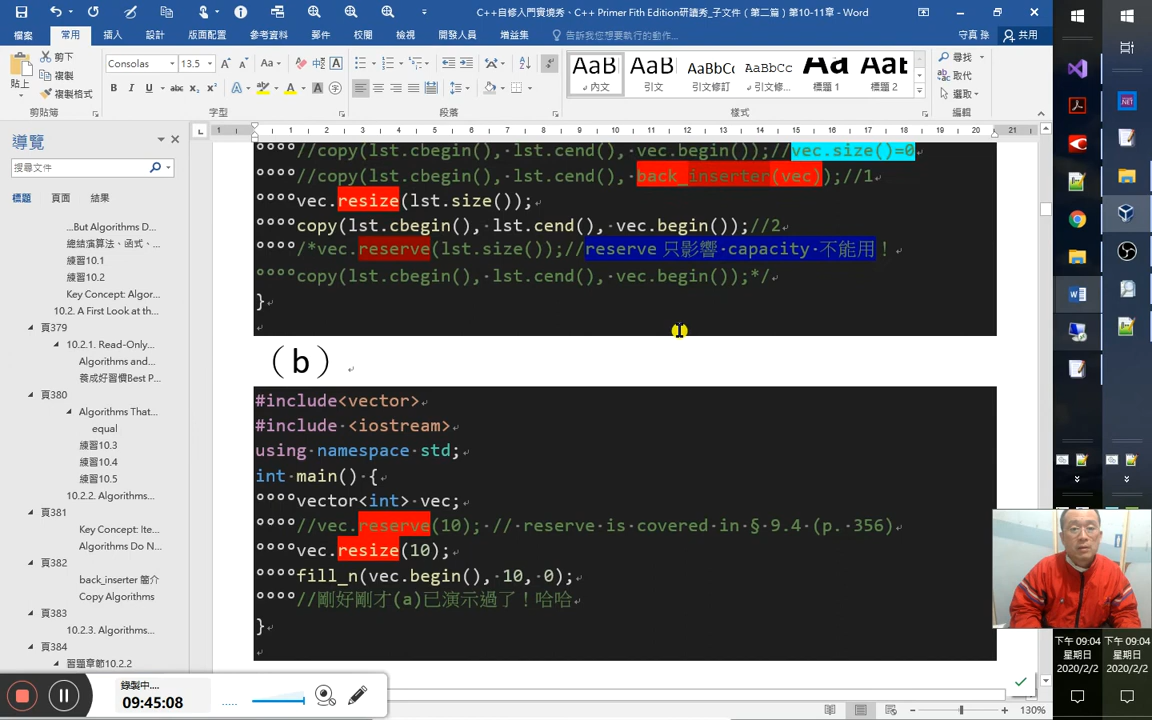 C++自修入門實境秀、C++ Primer Fith Edition研讀秀_子文件（第二篇）第10-11章 - Word
檔案 常用 插入 設計 版面配置 參考資料 郵件 校閱 檢視 開發人員 增益集 告訴我您想要執行的動作... 守真 孫 共用
貼上 剪下 複製 複製格式
Consolas 13.5
AaB AaB AaBbC AaBbC AaB AaB
內文 引文 引文修訂 引文修... 標題 1 標題 2
尋找 取代 選取
剪貼簿 字型 段落 樣式 編輯
導覽
搜尋文件
標題 頁面 結果
...But Algorithms D...
總結演算法、函式、...
練習10.1
練習10.2
Key Concept: Algor...
10.2. A First Look at th...
頁379
10.2.1. Read-Only...
Algorithms and...
養成好習慣Best P...
頁380
Algorithms That...
equal
練習10.3
練習10.4
練習10.5
10.2.2. Algorithms...
頁381
Key Concept: Ite...
Algorithms Do N...
頁382
back_inserter 簡介
Copy Algorithms
頁383
10.2.3. Algorithms...
頁384
習題章節10.2.2
//copy(lst.cbegin(), lst.cend(), vec.begin());//vec.size()=0
//copy(lst.cbegin(), lst.cend(), back_inserter(vec));//1
vec.resize(lst.size());
copy(lst.cbegin(), lst.cend(), vec.begin());//2
/*vec.reserve(lst.size());//reserve 只影響 capacity 不能用！
copy(lst.cbegin(), lst.cend(), vec.begin());*/
}
（b）
#include<vector>
#include <iostream>
using namespace std;
int main() {
vector<int> vec;
//vec.reserve(10); // reserve is covered in § 9.4 (p. 356)
vec.resize(10);
fill_n(vec.begin(), 10, 0);
//剛好剛才(a)已演示過了！哈哈
}
錄製中....
09:45:08
130%
下午 09:04
星期日
2020/2/2
下午 09:04
星期日
2020/2/2